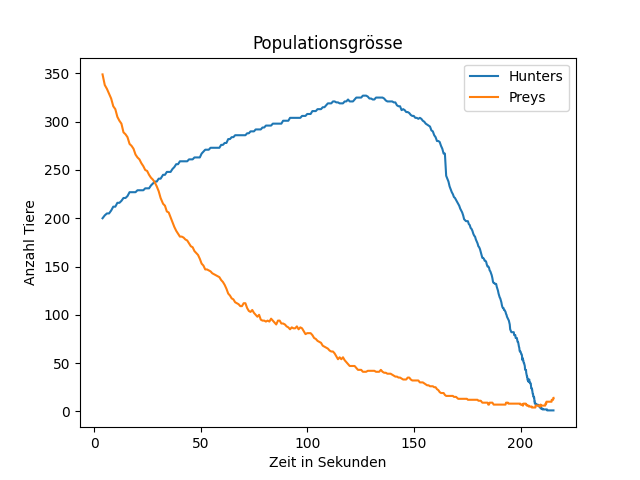 Populationsgrösse
Hunters
Preys
Anzahl Tiere
350
300
250
200
150
100
50
0
0 50 100 150 200
Zeit in Sekunden